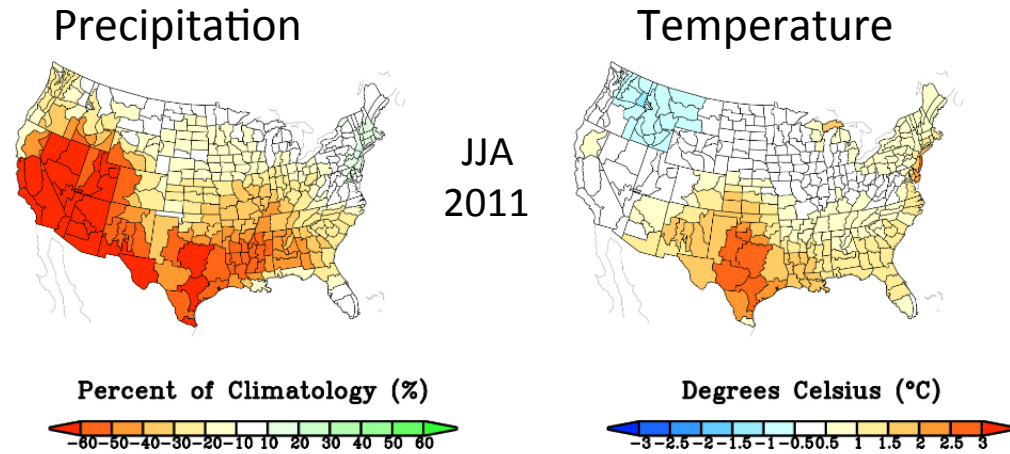 Precipitation
Temperature
JJA
2011
Percent of Climatology (%)
-60 -50 -40 -30 -20 -10 10 20 30 40 50 60
Degrees Celsius (°C)
-3 -2.5 -2 -1.5 -1 -0.5 0.5 1 1.5 2 2.5 3